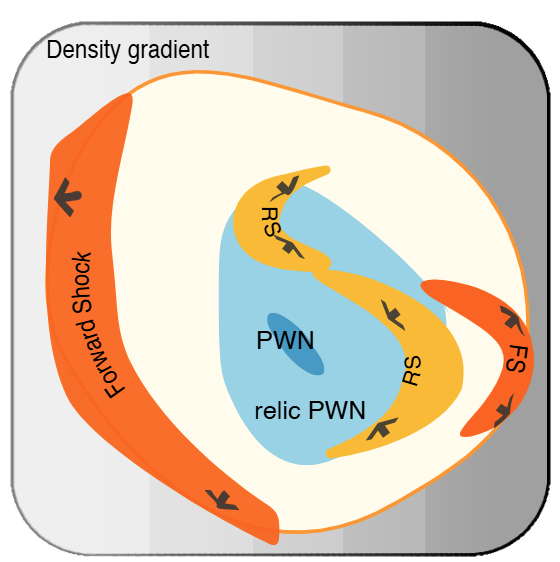 Density gradient
RS
Forward Shock
PWN
FS
RS
relic PWN